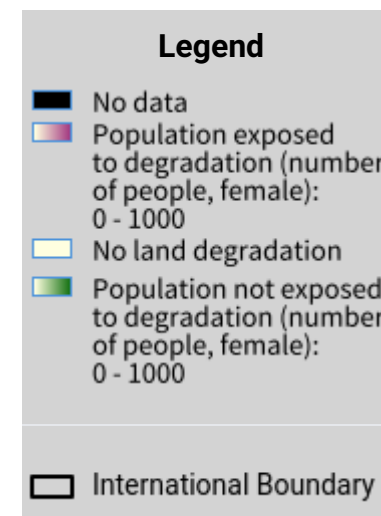 Legend
No data
Population exposed
to degradation (number
of people, female):
0 - 1000
No land degradation
Population not exposed
to degradation (number
of people, female):
0 - 1000
International Boundary